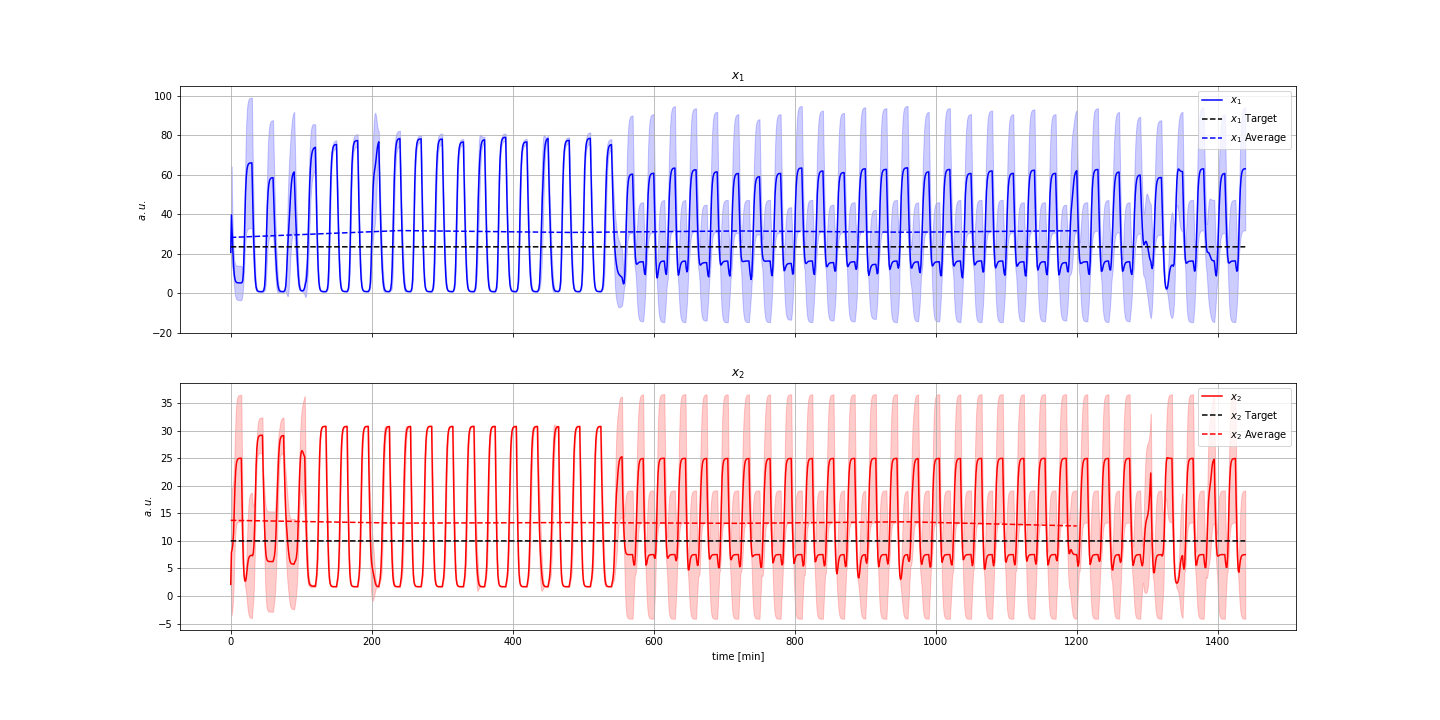 x₁
100
80
60
40
20
0
−20
a.u.
x₁
x₁ Target
x₁ Average
x₂
35
30
25
20
15
10
5
0
−5
a.u.
x₂
x₂ Target
x₂ Average
0 200 400 600 800 1000 1200 1400
time [min]